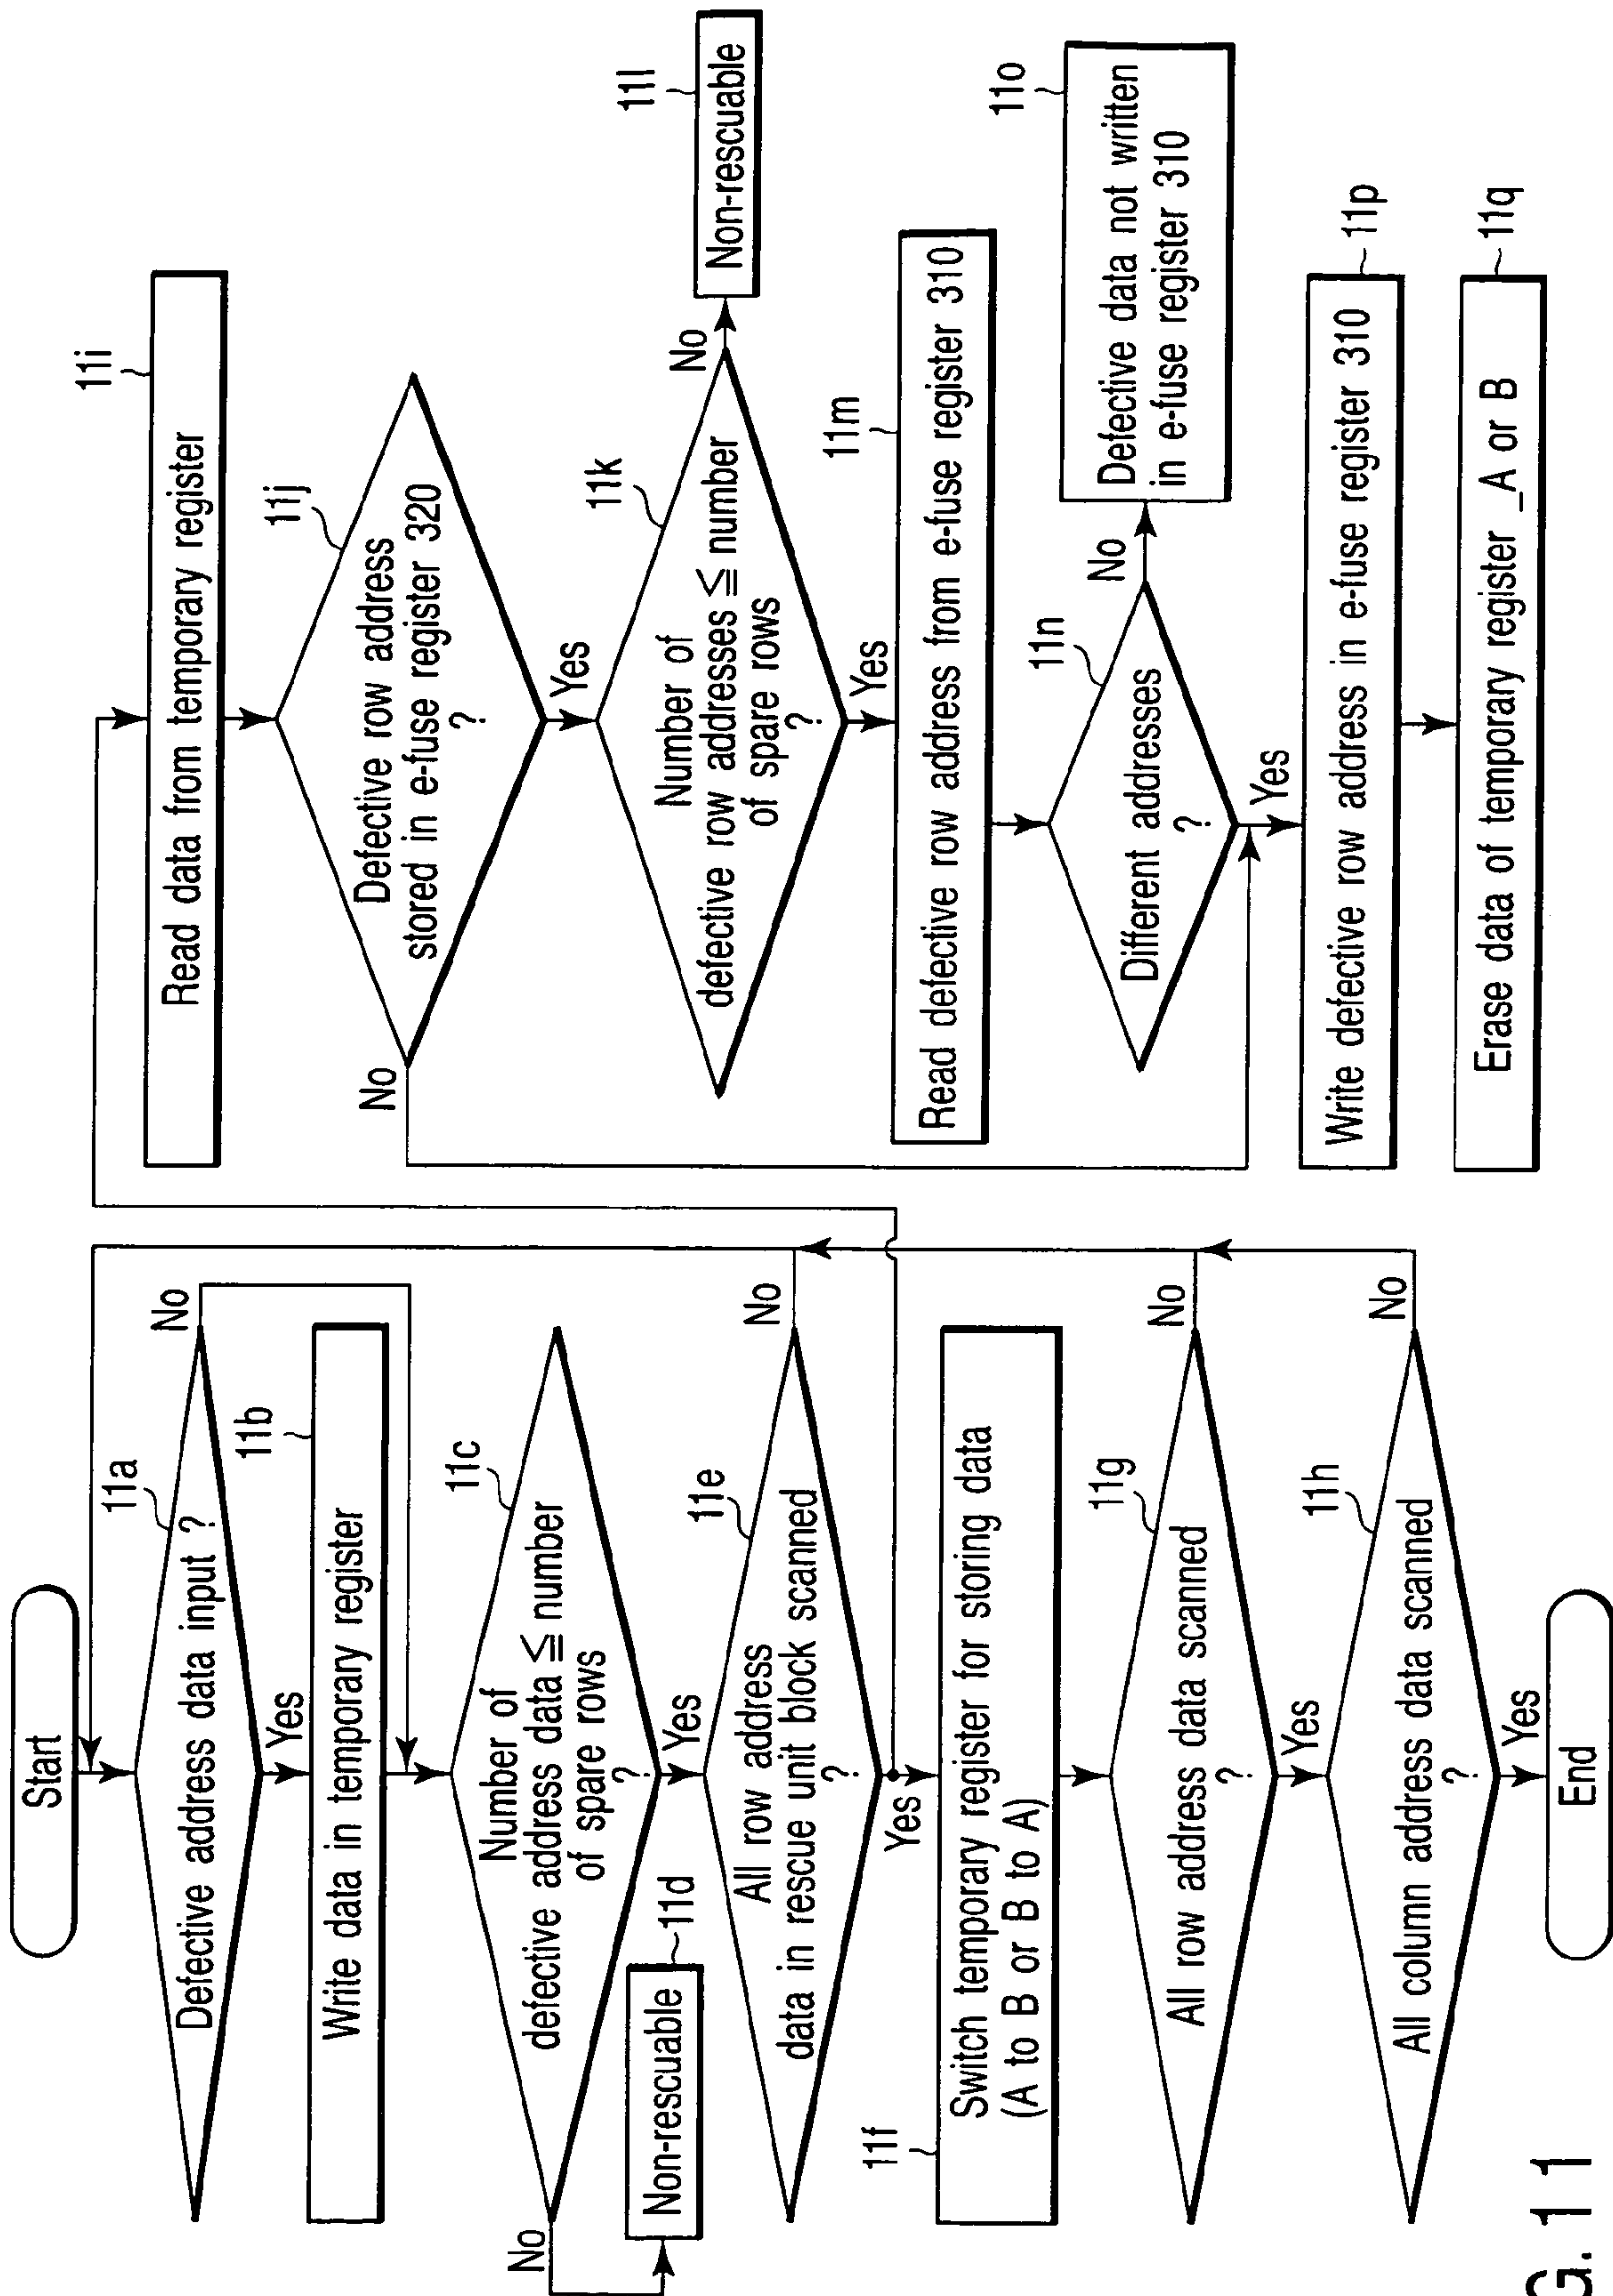 Start
11a
Defective address data input ?
No
Yes
11b
Write data in temporary register
11c
Number of
defective address data ≦ number
of spare rows
?
No
Yes
Non-rescuable
11d
11e
All row address
data in rescue unit block scanned
?
No
Yes
11f
Switch temporary register for storing data
(A to B or B to A)
11g
All row address data scanned
?
No
Yes
11h
All column address data scanned
?
No
Yes
End
11i
Read data from temporary register
11j
Defective row address
stored in e-fuse register 320
?
No
Yes
11k
Number of
defective row addresses ≦ number
of spare rows
?
No
11l
Non-rescuable
Yes
11m
Read defective row address from e-fuse register 310
11n
Different addresses
?
No
11o
Defective data not written
in e-fuse register 310
Yes
11p
Write defective row address in e-fuse register 310
11q
Erase data of temporary register _A or B
G. 11